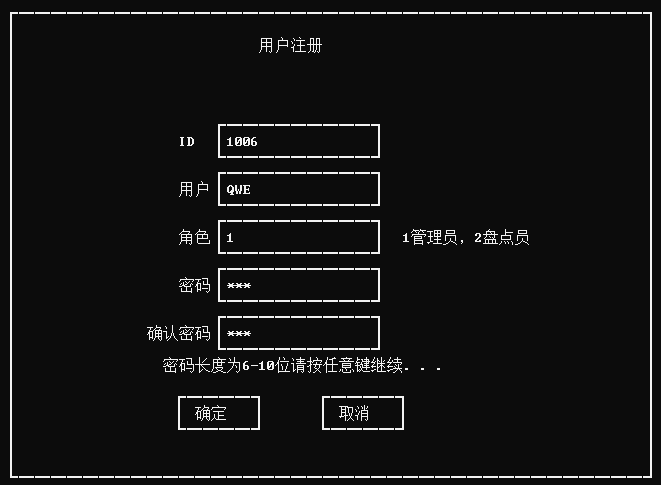 用户注册
ID 1006
用户 QWE
角色 1 1管理员，2盘点员
密码 ***
确认密码 ***
密码长度为6-10位请按任意键继续. . .
确定 取消